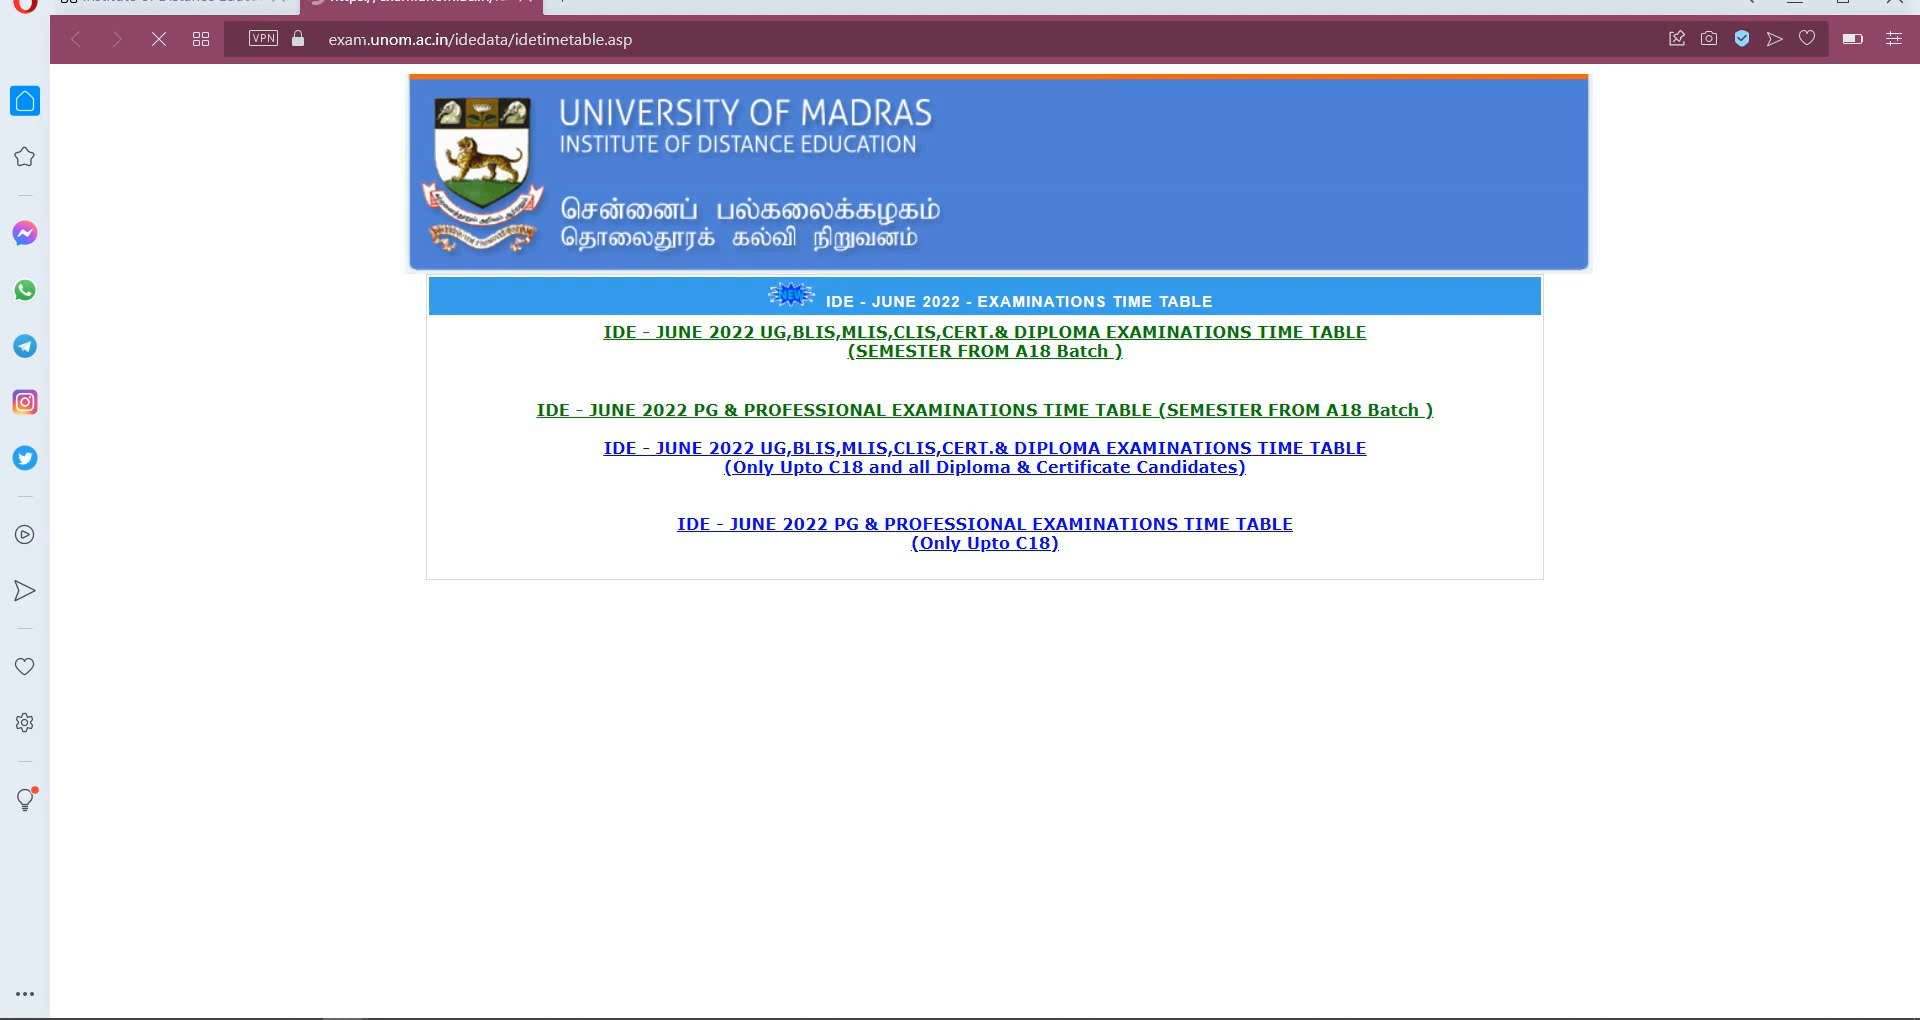 VPN
exam.unom.ac.in/idedata/idetimetable.asp
UNIVERSITY OF MADRAS
INSTITUTE OF DISTANCE EDUCATION
சென்னைப் பல்கலைக்கழகம்
தொலைதூரக் கல்வி நிறுவனம்
NEW IDE - JUNE 2022 - EXAMINATIONS TIME TABLE
IDE - JUNE 2022 UG,BLIS,MLIS,CLIS,CERT.& DIPLOMA EXAMINATIONS TIME TABLE
(SEMESTER FROM A18 Batch )
IDE - JUNE 2022 PG & PROFESSIONAL EXAMINATIONS TIME TABLE (SEMESTER FROM A18 Batch )
IDE - JUNE 2022 UG,BLIS,MLIS,CLIS,CERT.& DIPLOMA EXAMINATIONS TIME TABLE
(Only Upto C18 and all Diploma & Certificate Candidates)
IDE - JUNE 2022 PG & PROFESSIONAL EXAMINATIONS TIME TABLE
(Only Upto C18)